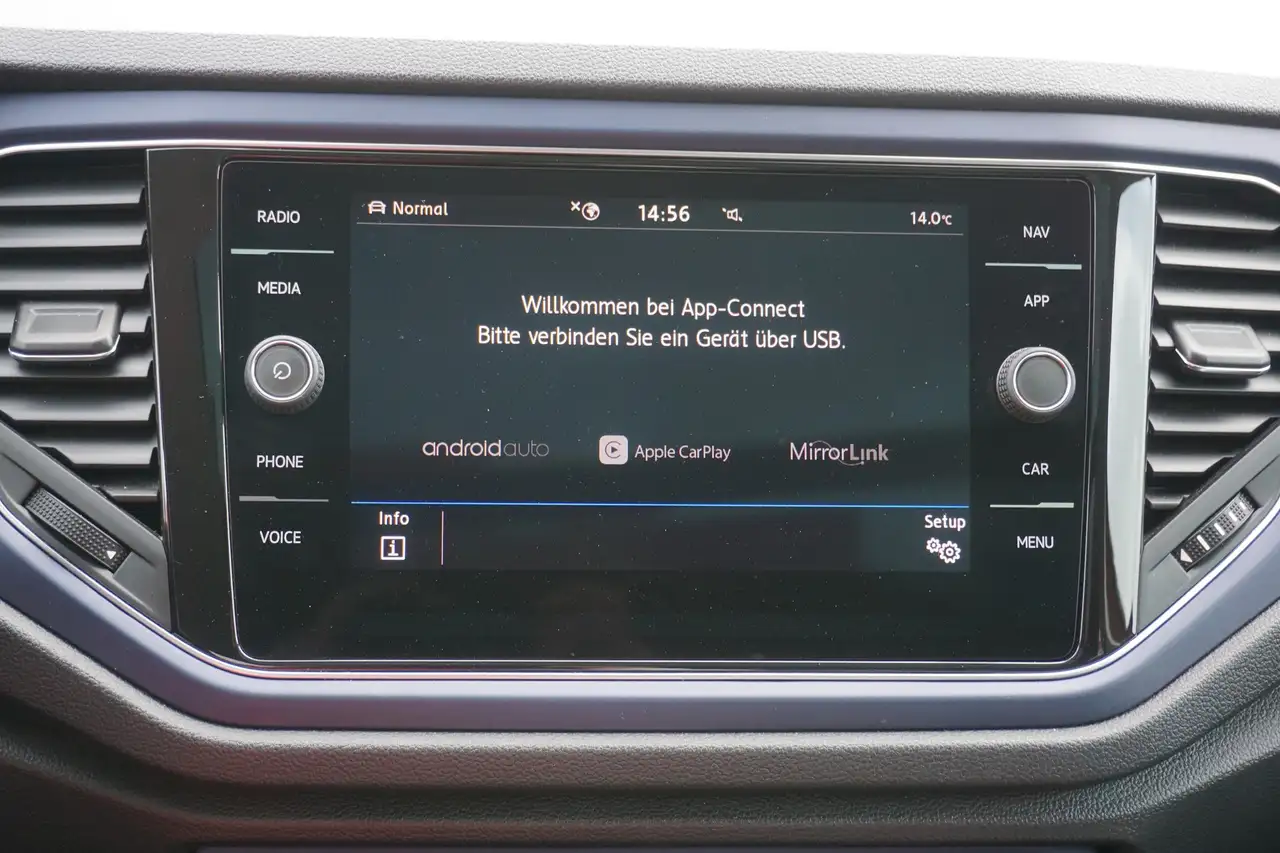 RADIO
MEDIA
PHONE
VOICE
Normal
14:56
14.0°C
Willkommen bei App-Connect
Bitte verbinden Sie ein Gerät über USB.
androidauto
Apple CarPlay
MirrorLink
Info
i
Setup
NAV
APP
CAR
MENU